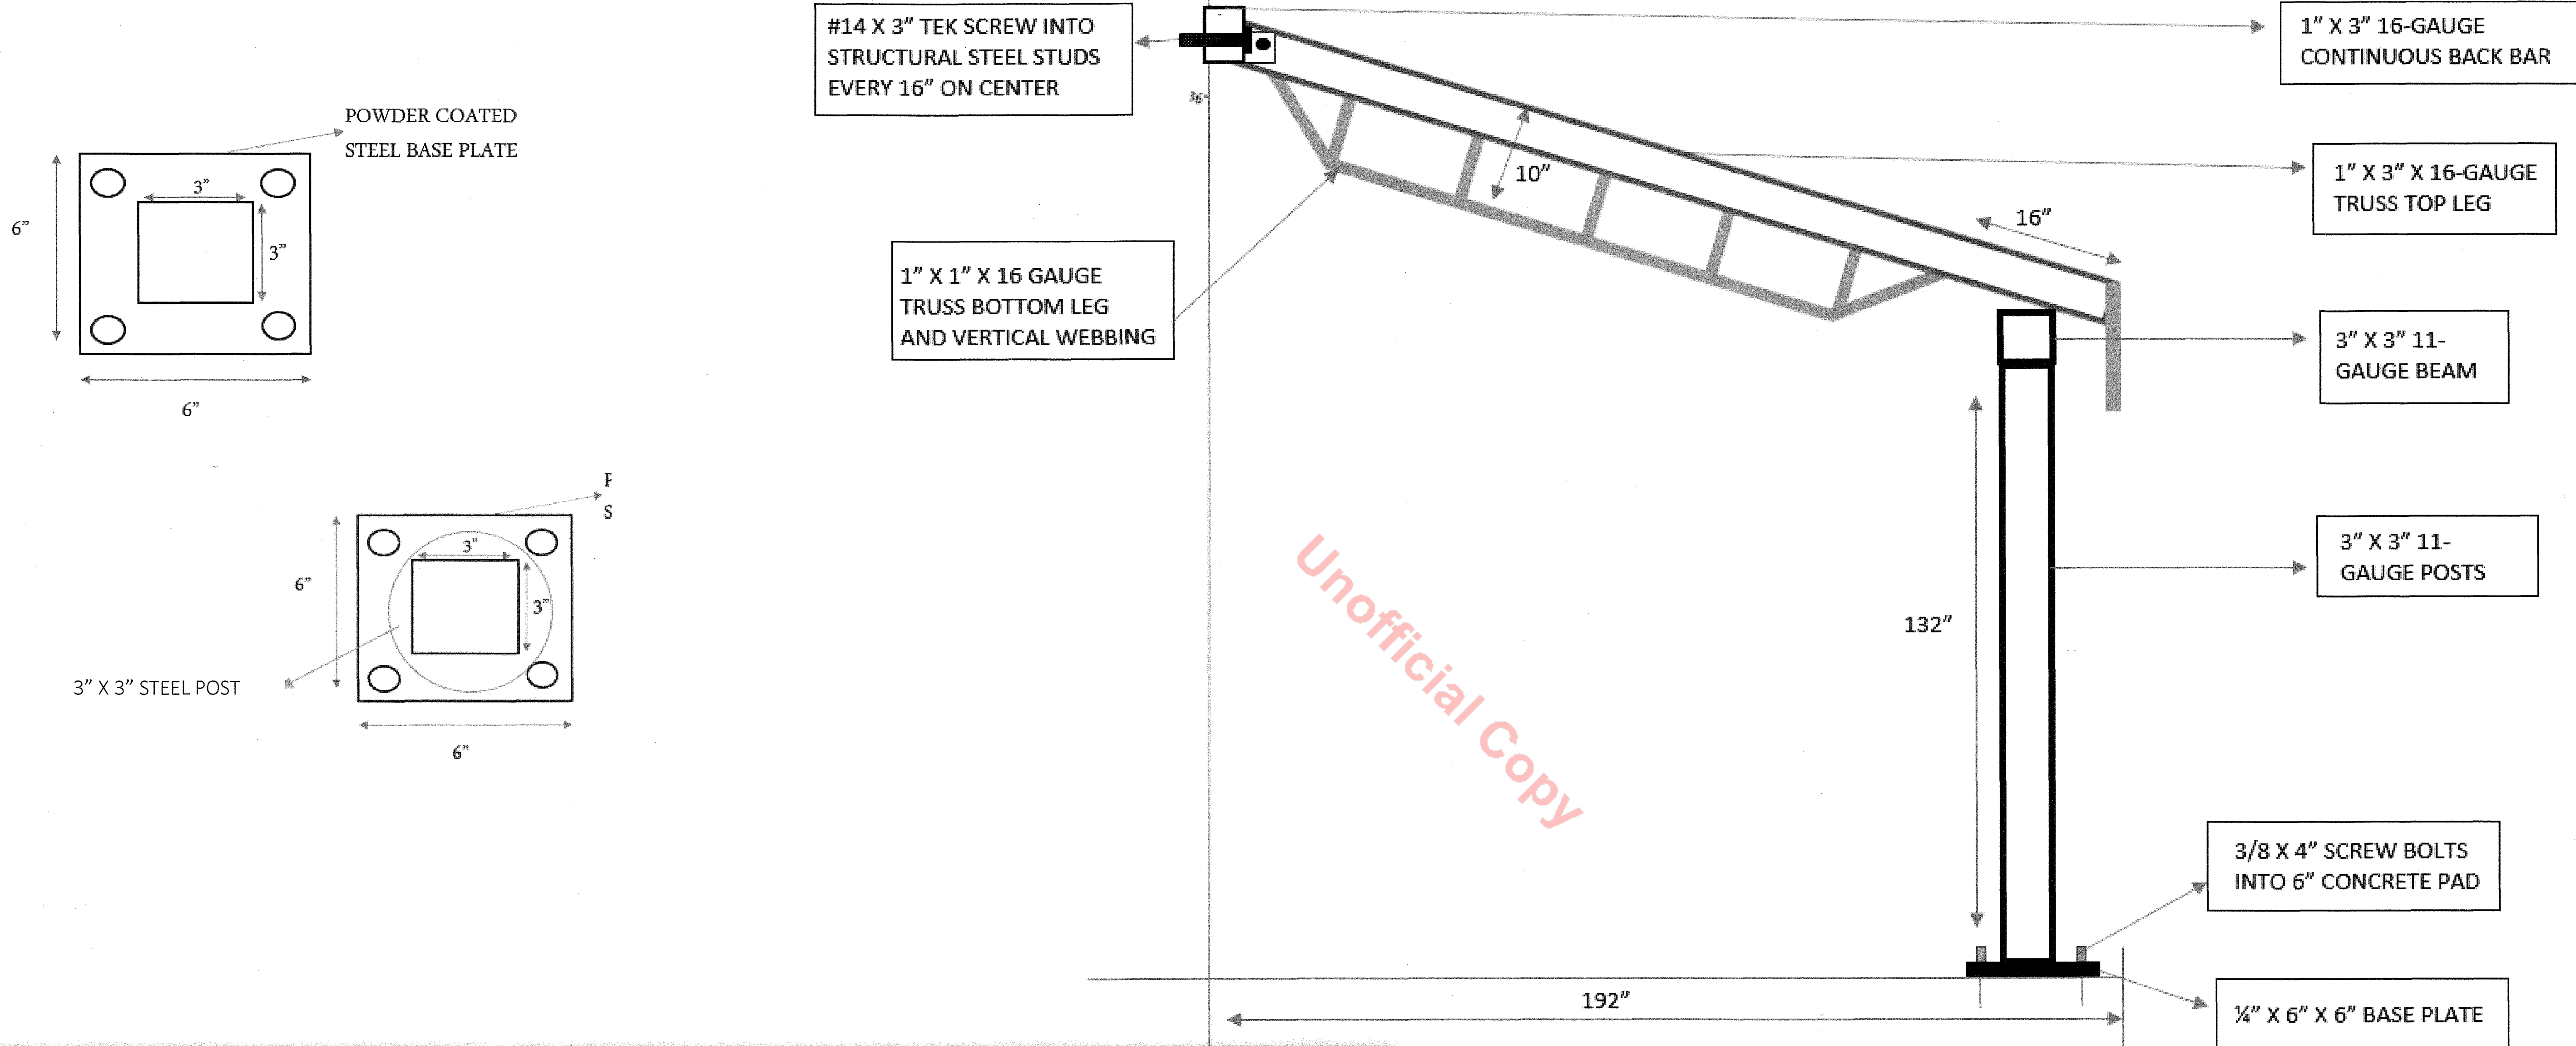 POWDER COATED
STEEL BASE PLATE
3”
3”
6”
6”
F
S
3”
3”
6”
3” X 3” STEEL POST
6”
#14 X 3” TEK SCREW INTO
STRUCTURAL STEEL STUDS
EVERY 16” ON CENTER
36"
1” X 3” 16-GAUGE
CONTINUOUS BACK BAR
10”
1” X 3” X 16-GAUGE
TRUSS TOP LEG
16”
1” X 1” X 16 GAUGE
TRUSS BOTTOM LEG
AND VERTICAL WEBBING
3” X 3” 11-
GAUGE BEAM
3” X 3” 11-
GAUGE POSTS
132”
Unofficial Copy
3/8 X 4” SCREW BOLTS
INTO 6” CONCRETE PAD
192”
¼” X 6” X 6” BASE PLATE